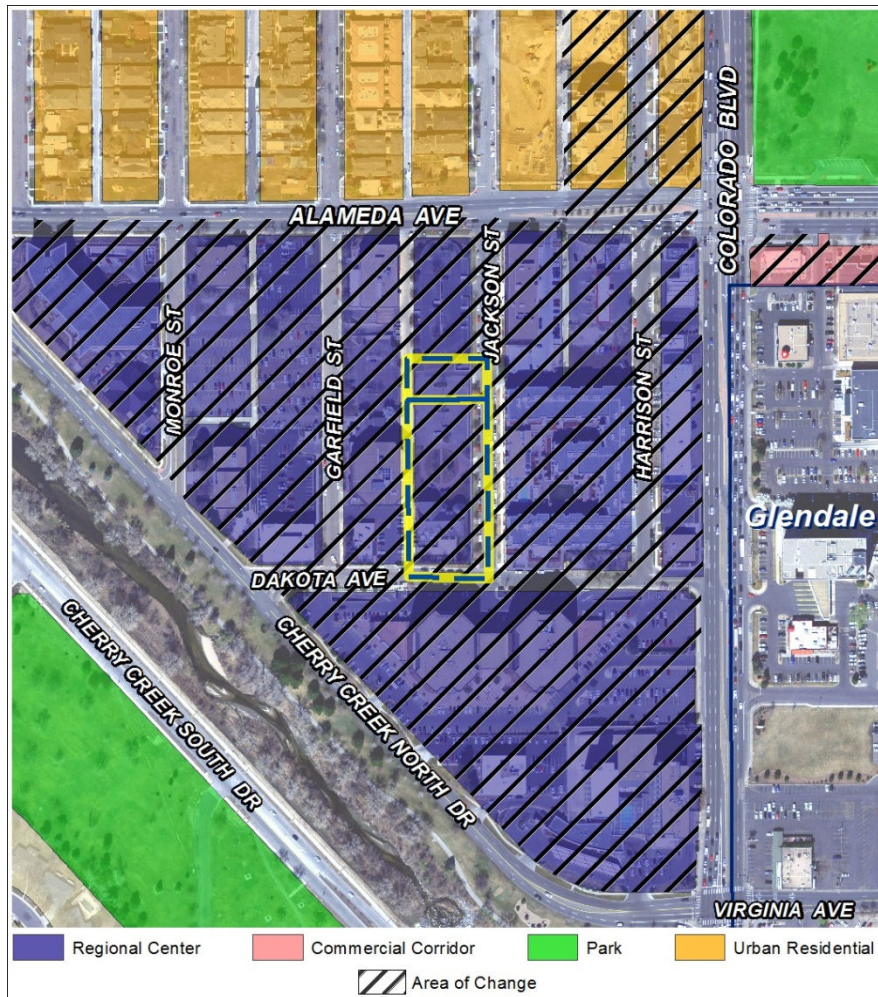 COLORADO BLVD
ALAMEDA AVE
JACKSON ST
MONROE ST
GARFIELD ST
HARRISON ST
Glendale
DAKOTA AVE
CHERRY CREEK SOUTH DR
CHERRY CREEK NORTH DR
VIRGINIA AVE
Regional Center
Commercial Corridor
Park
Urban Residential
Area of Change